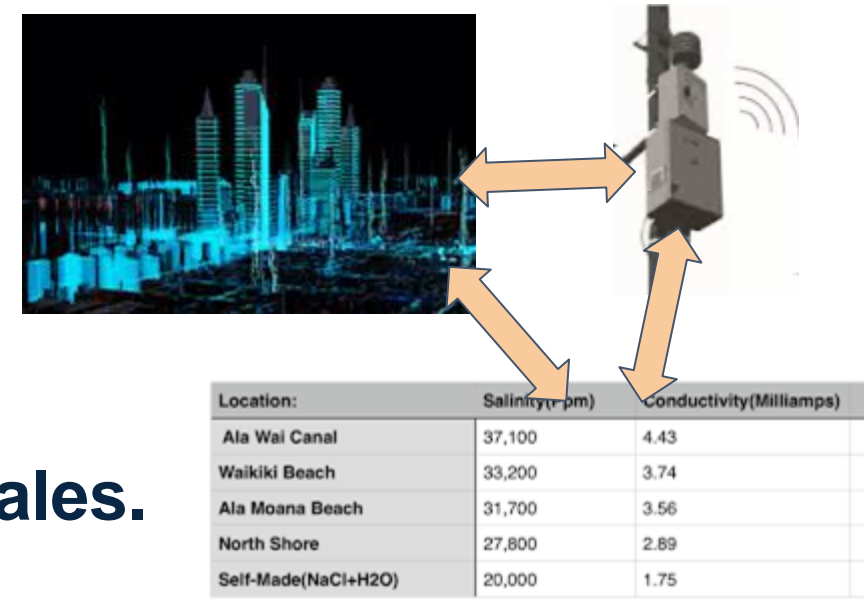 ales.
Location: Salinity(Ppm) Conductivity(Milliamps)
Ala Wai Canal 37,100 4.43
Waikiki Beach 33,200 3.74
Ala Moana Beach 31,700 3.56
North Shore 27,800 2.89
Self-Made(NaCl+H2O) 20,000 1.75